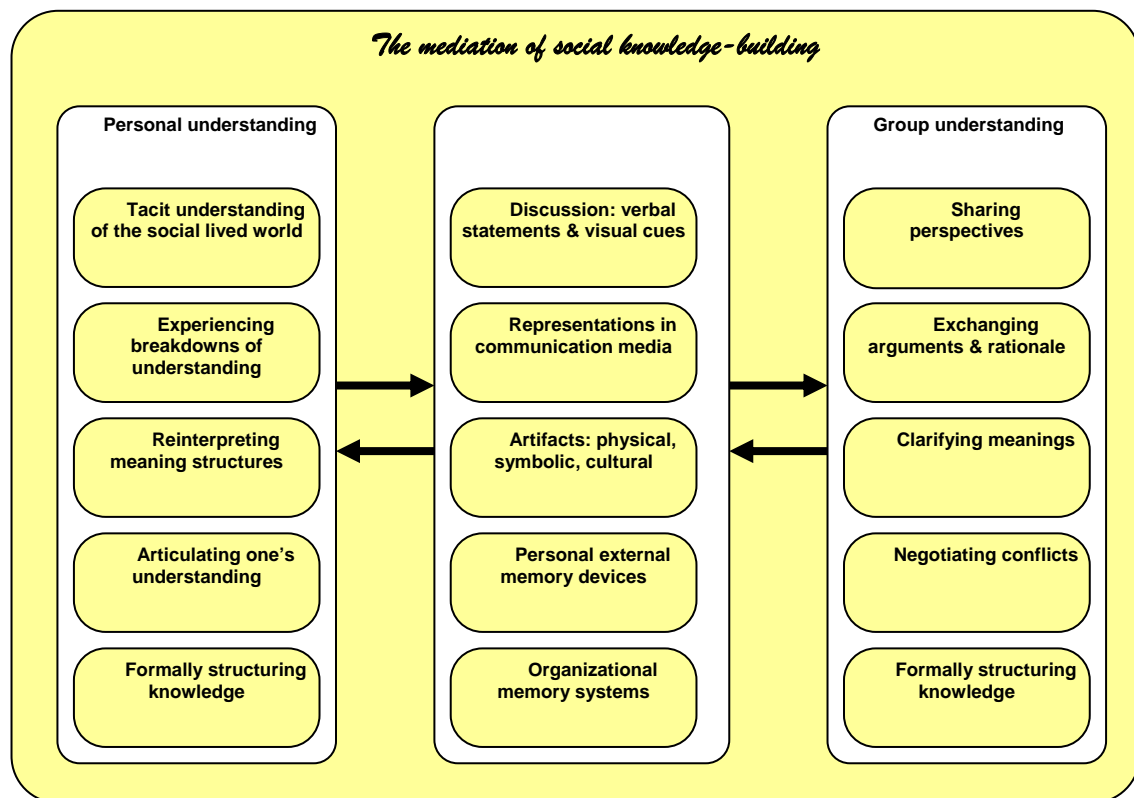 The mediation of social knowledge-building
Personal understanding
Tacit understanding
of the social lived world
Experiencing
breakdowns of
understanding
Reinterpreting
meaning structures
Articulating one's
understanding
Formally structuring
knowledge
Discussion: verbal
statements & visual cues
Representations in
communication media
Artifacts: physical,
symbolic, cultural
Personal external
memory devices
Organizational
memory systems
Group understanding
Sharing
perspectives
Exchanging
arguments & rationale
Clarifying meanings
Negotiating conflicts
Formally structuring
knowledge